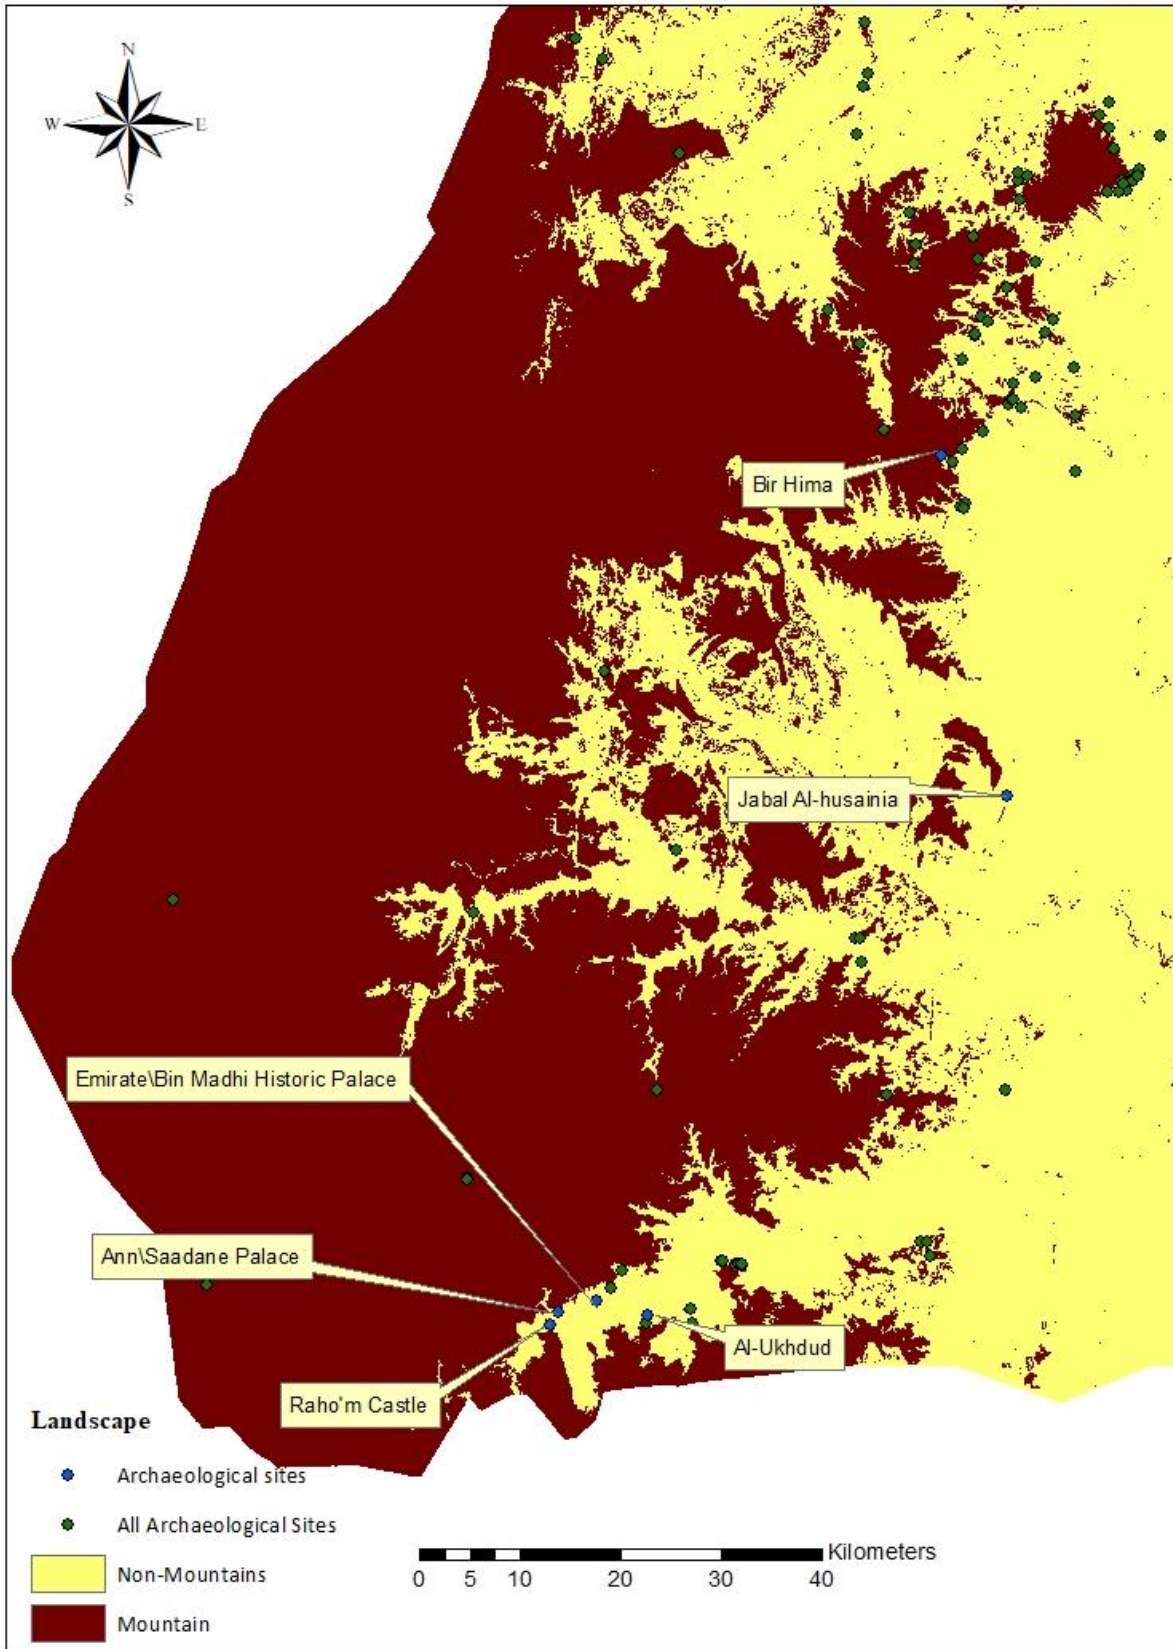 N
W E
S
Bir Hima
Jabal Al-husainia
Emirate\Bin Madhi Historic Palace
Ann\Saadane Palace
Al-Ukhdud
Raho'm Castle
Landscape
Archaeological sites
All Archaeological Sites
Non-Mountains
Mountain
Kilometers
0 5 10 20 30 40